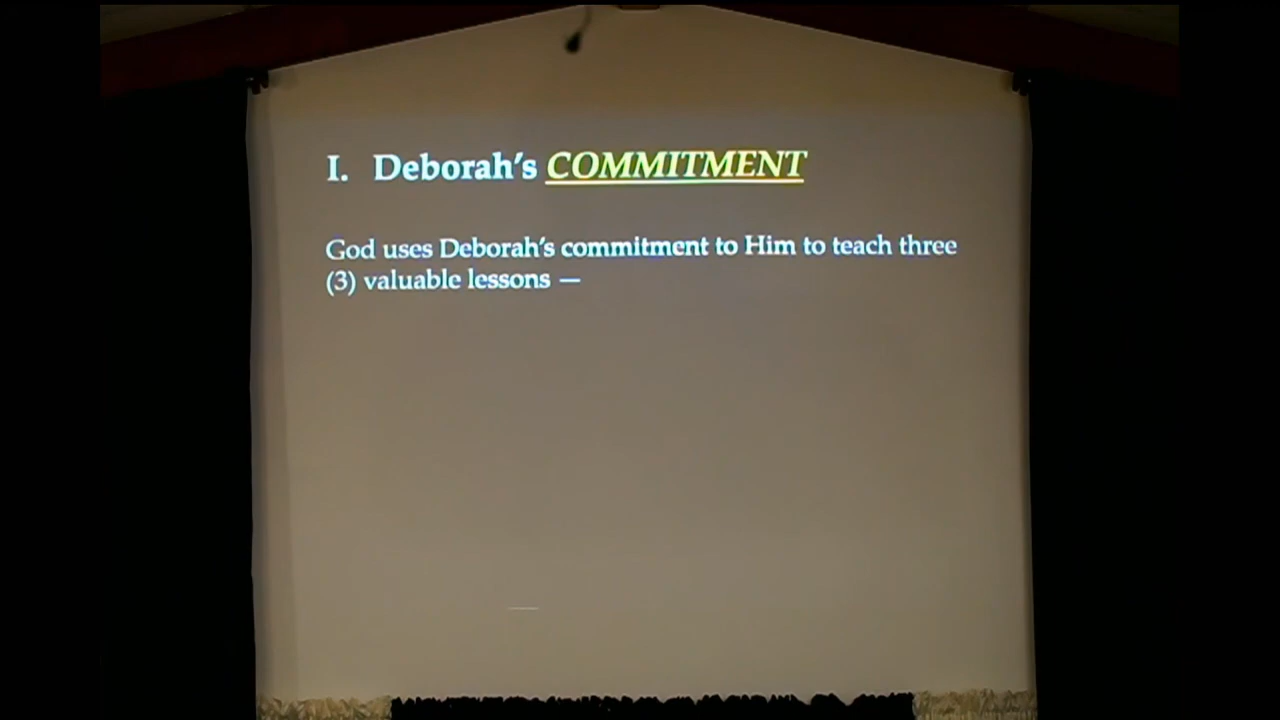 I. Deborah's COMMITMENT
God uses Deborah's commitment to Him to teach three
(3) valuable lessons —